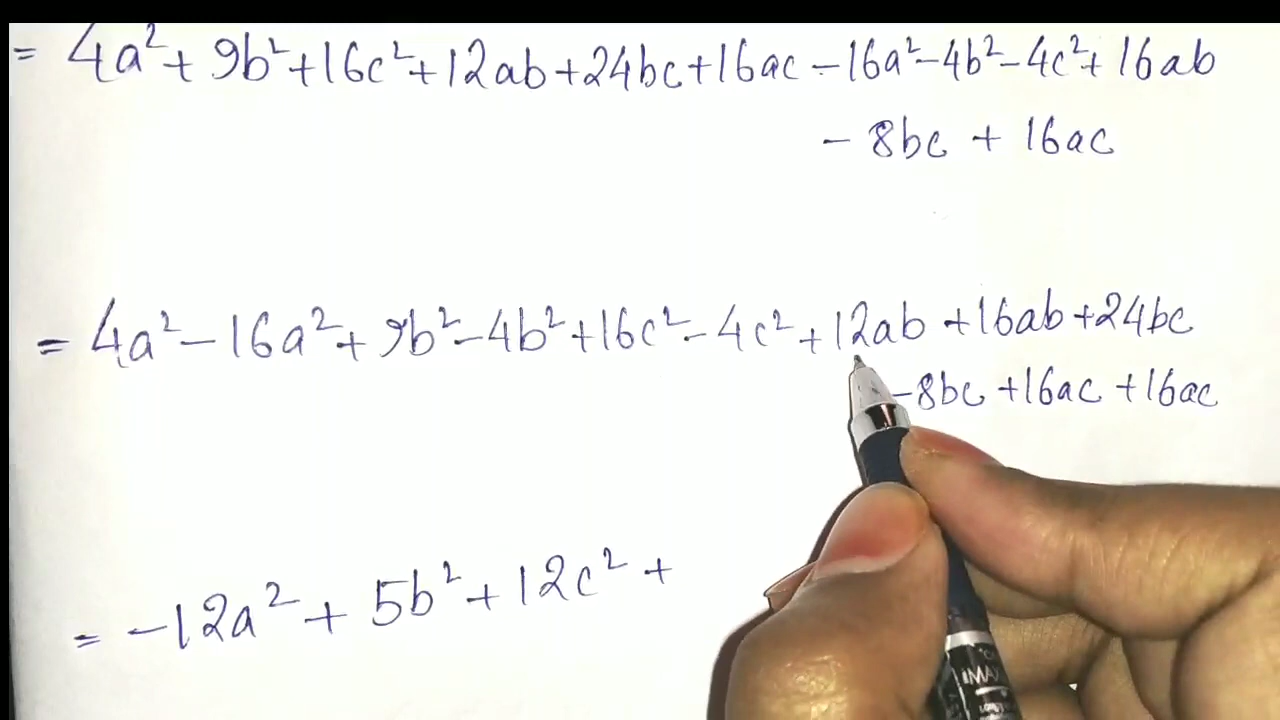 = 4a² + 9b² + 16c² + 12ab + 24bc + 16ac - 16a² - 4b² - 4c² + 16ab
- 8bc + 16ac
= 4a² - 16a² + 9b² - 4b² + 16c² - 4c² + 12ab + 16ab + 24bc
- 8bc + 16ac + 16ac
= -12a² + 5b² + 12c² +